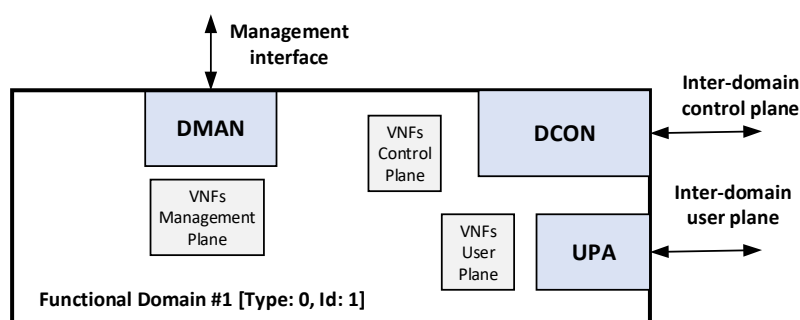 Management
interface
Inter-domain
control plane
DMAN
VNFs
Control
Plane
DCON
VNFs
Management
Plane
Inter-domain
user plane
VNFs
User
Plane
UPA
Functional Domain #1 [Type: 0, Id: 1]